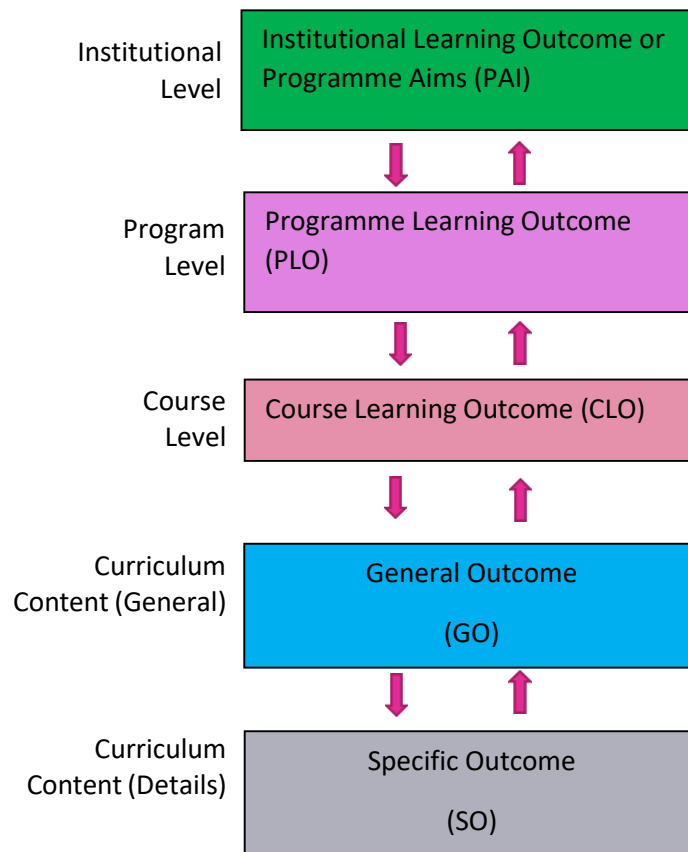 Institutional
Level
Institutional Learning Outcome or
Programme Aims (PAI)
Program
Level
Programme Learning Outcome
(PLO)
Course
Level
Course Learning Outcome (CLO)
Curriculum
Content (General)
General Outcome
(GO)
Curriculum
Content (Details)
Specific Outcome
(SO)